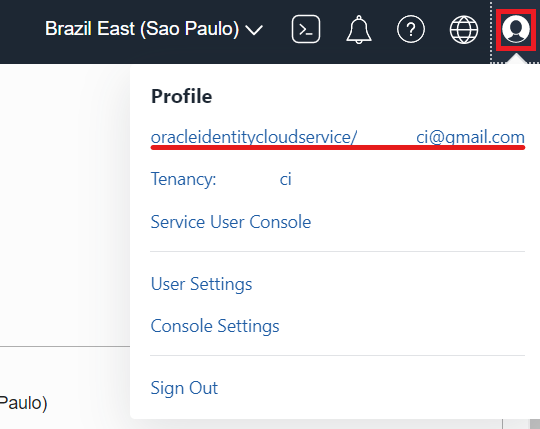 Brazil East (Sao Paulo)
Profile
oracleidentitycloudservice/ ci@gmail.com
Tenancy: ci
Service User Console
User Settings
Console Settings
Sign Out
Paulo)